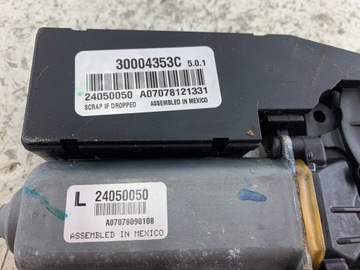 30004353C 5.0.1
24050050 A07078121331
SCRAP IF DROPPED ASSEMBLED IN MEXICO
L 24050050
A07078090108
ASSEMBLED IN MEXICO